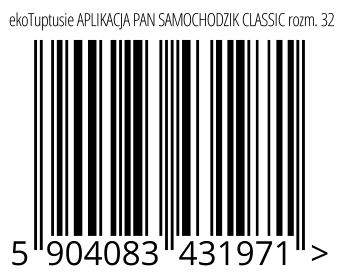 ekoTuptusie APLIKACJA PAN SAMOCHODZIK CLASSIC rozm. 32
5 904083 431971 >